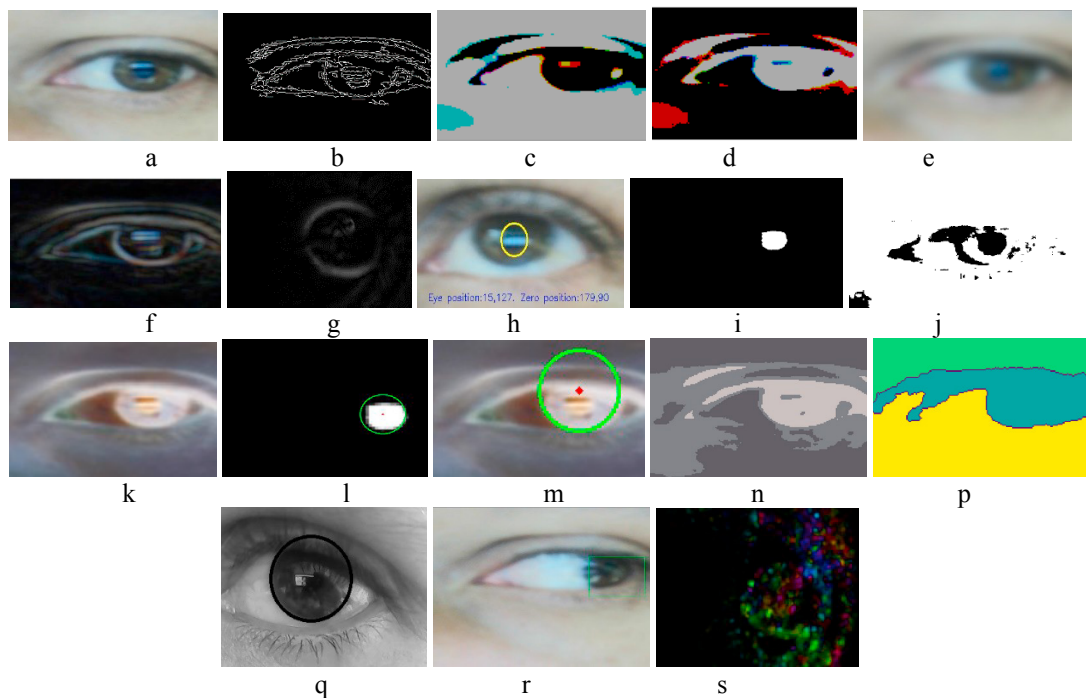 a b c d e
f g
Eye position:15,127. Zero position:179,90
h i j
k l m n p
q r s